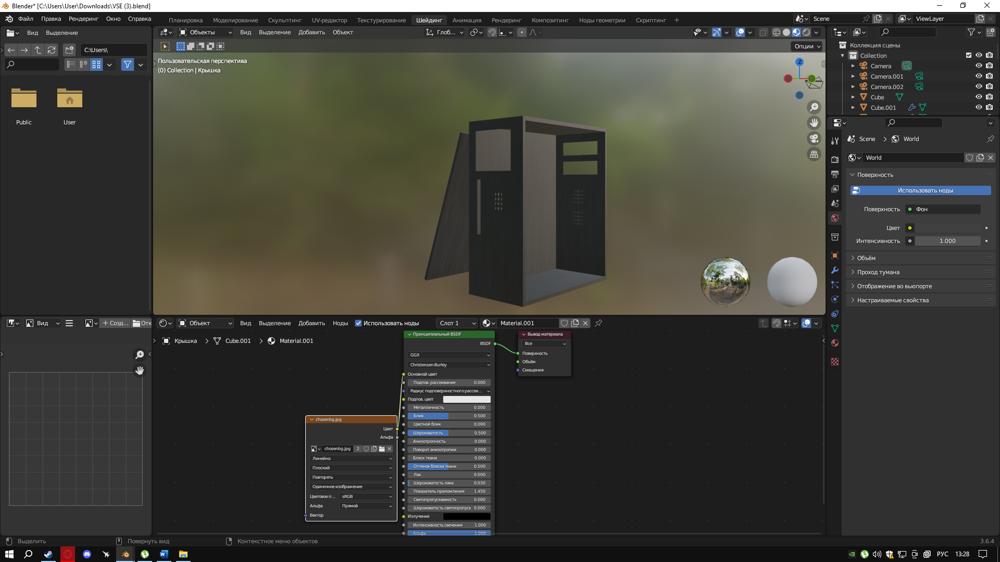 Blender* [C:\Users\User\Downloads\VSE (3).blend]
Файл Правка Рендеринг Окно Справка
Планировка Моделирование Скульптинг UV-редактор Текстурирование Шейдинг Анимация Рендеринг Композитинг Ноды геометрии Скриптинг +
Scene ViewLayer
Вид Выделение
Объекты Вид Выделение Добавить Объект Глоб...
C:\Users\
Опции
Public User
Пользовательская перспектива
(0) Collection | Крышка
Z
Коллекция сцены
Collection
Camera
Camera.001
Camera.002
Cube
Cube.001
Scene World
World
Поверхность
Использовать ноды
Поверхность Фон
Цвет
Интенсивность 1.000
Объём
Проход тумана
Отображение во вьюпорте
Настраиваемые свойства
Вид + Созд... Отк
Объект Вид Выделение Добавить Ноды Использовать ноды Слот 1 Material.001
Крышка Cube.001 Material.001
Принципиальный BSDF
BSDF
GGX
Christensen-Burley
Основной цвет
Подпов. рассеивание 0.000
Радиус подповерхностного рассеи...
Подпов. цвет
Металличность 0.000
Блик 0.500
Цветной блик 0.000
Шероховатость 0.500
Анизотропность 0.000
Поворот анизотропии 0.000
Блеск ткани 0.000
Оттенок блеска ткани 0.500
Лак 0.000
Шероховатость лака 0.030
Показатель преломления 1.450
Светопропускаемость 0.000
Шероховатость светопропуск 0.000
Излучение
Интенсивность свечения 1.000
Альфа 1.000
Вывод материала
Все
Поверхность
Объём
Смещения
chosenbg.jpg
Цвет
Альфа
chosenbg.jpg 2
Линейно
Плоский
Повторять
Одиночное изображение
Цветовое п... sRGB
Альфа Прямой
Вектор
Выделить Повернуть вид Контекстное меню объектов 3.6.4
РУС 13:28